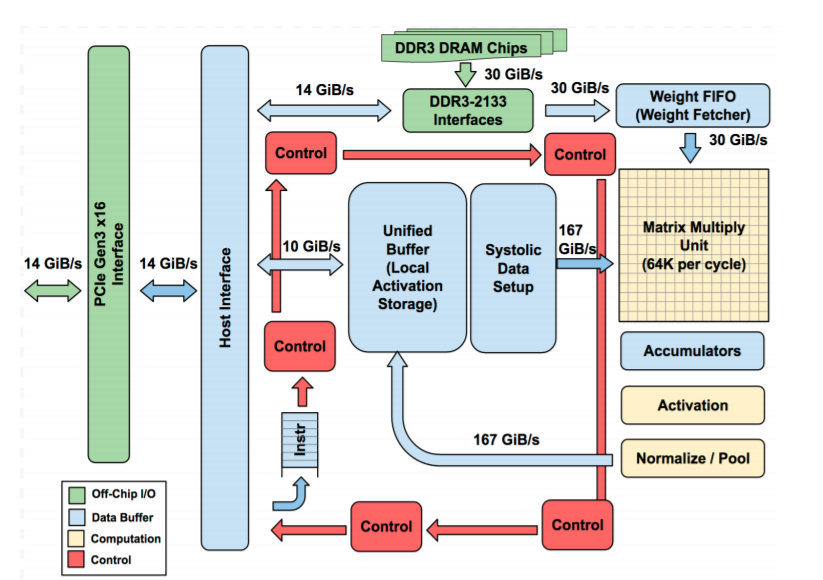 DDR3 DRAM Chips
30 GiB/s
14 GiB/s
30 GiB/s
DDR3-2133
Interfaces
Weight FIFO
(Weight Fetcher)
30 GiB/s
Control
Control
PCIe Gen3 x16
Interface
Host Interface
14 GiB/s
14 GiB/s
10 GiB/s
Unified
Buffer
(Local
Activation
Storage)
Systolic
Data
Setup
167
GiB/s
Matrix Multiply
Unit
(64K per cycle)
Control
Accumulators
Activation
Instr
167 GiB/s
Normalize / Pool
Off-Chip I/O
Data Buffer
Computation
Control
Control
Control